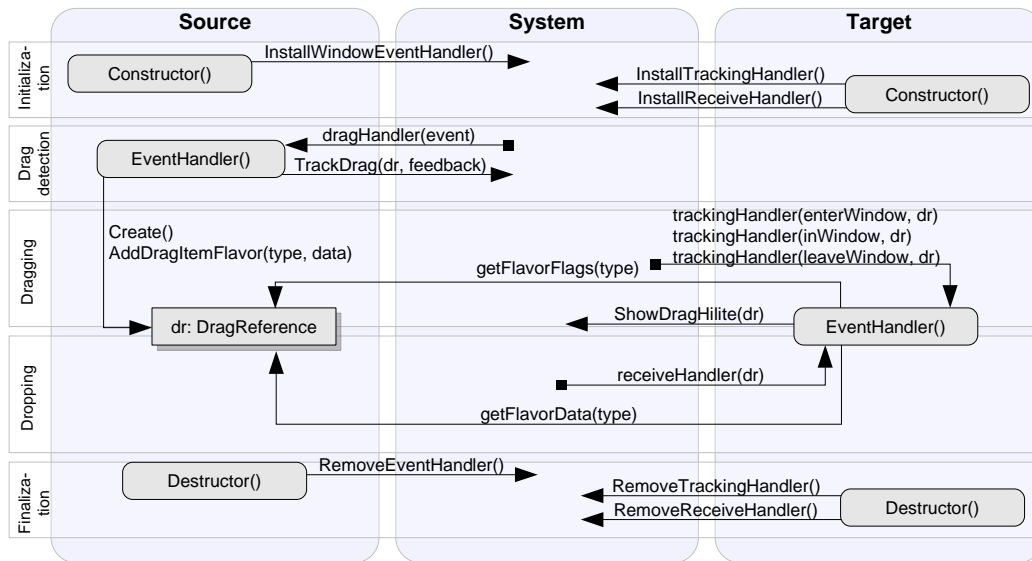 Source
System
Target
Initializa-
tion
InstallWindowEventHandler()
Constructor()
InstallTrackingHandler()
InstallReceiveHandler()
Constructor()
Drag
detection
dragHandler(event)
EventHandler()
TrackDrag(dr, feedback)
Dragging
Create()
AddDragItemFlavor(type, data)
trackingHandler(enterWindow, dr)
trackingHandler(inWindow, dr)
trackingHandler(leaveWindow, dr)
getFlavorFlags(type)
dr: DragReference
ShowDragHilite(dr)
EventHandler()
Dropping
receiveHandler(dr)
getFlavorData(type)
Finaliza-
tion
RemoveEventHandler()
Destructor()
RemoveTrackingHandler()
RemoveReceiveHandler()
Destructor()